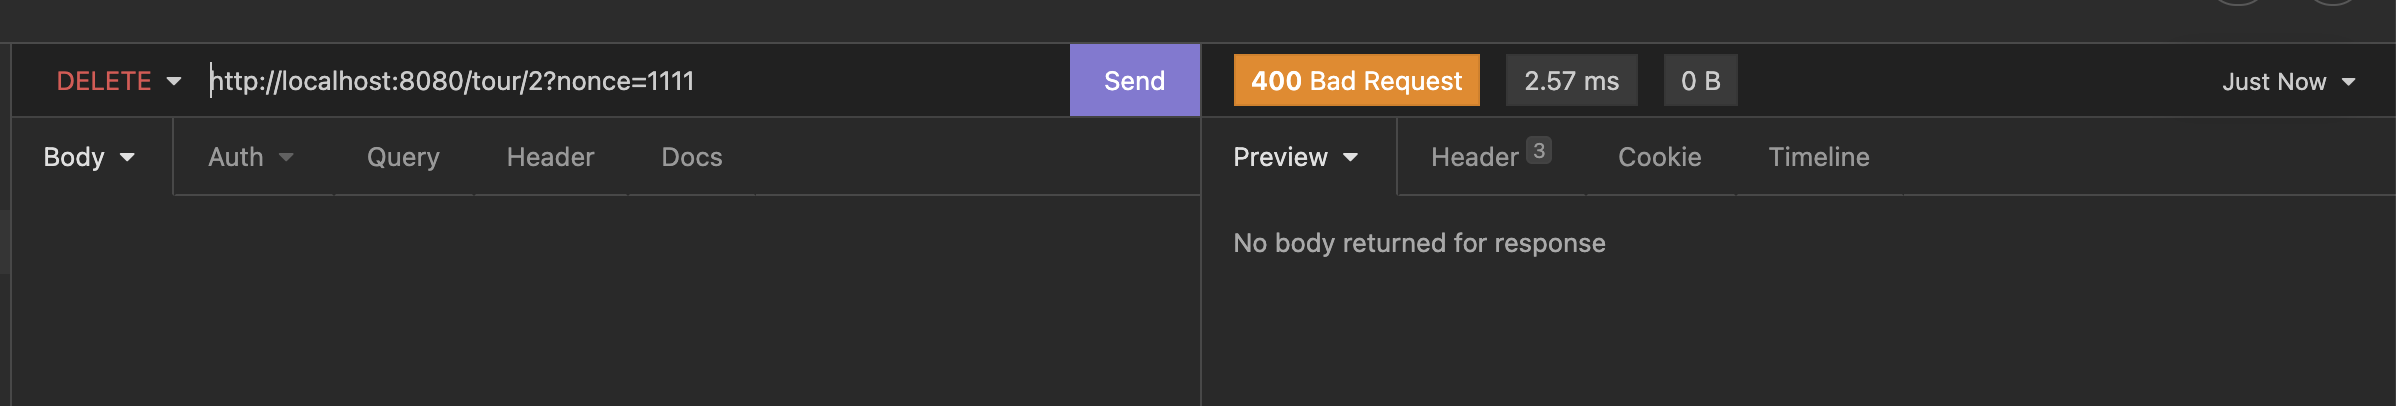 DELETE http://localhost:8080/tour/2?nonce=1111 Send 400 Bad Request 2.57 ms 0 B Just Now
Body Auth Query Header Docs Preview Header 3 Cookie Timeline
No body returned for response